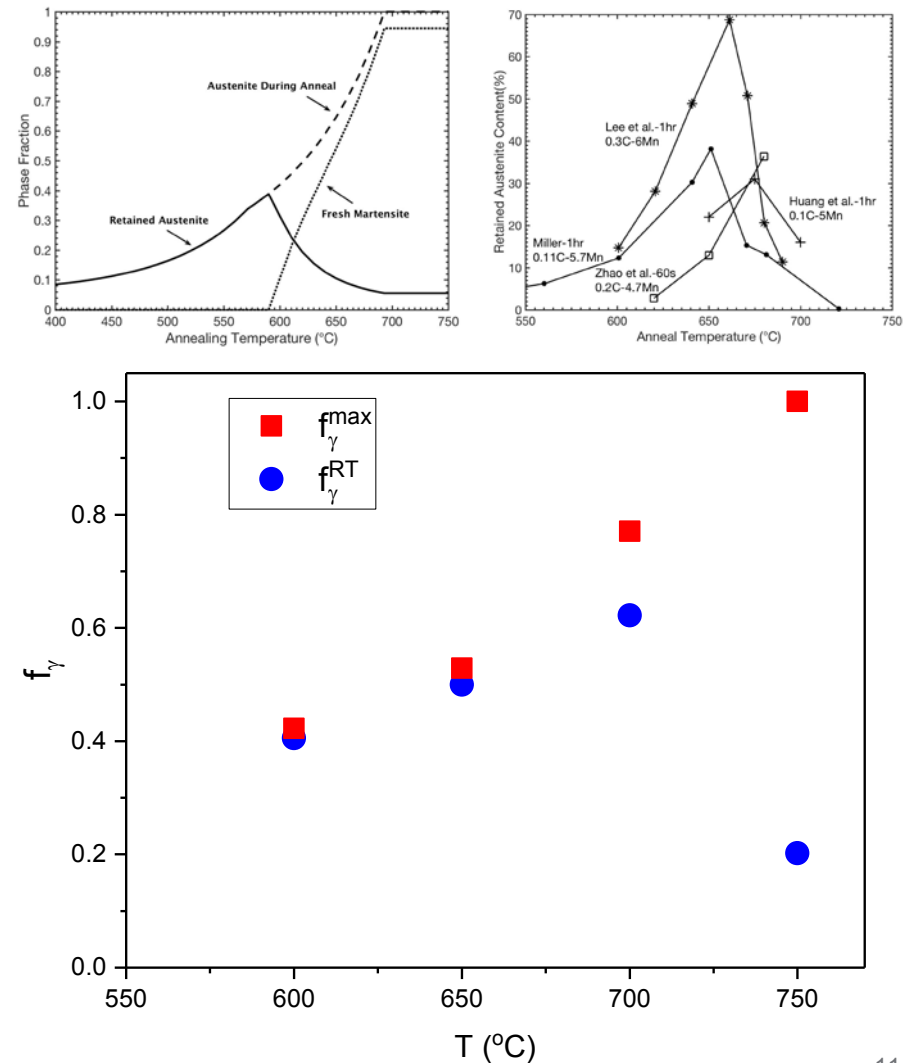 1
0.9
0.8
0.7
0.6
0.5
0.4
0.3
0.2
0.1
0
Phase Fraction
Austenite During Anneal
Retained Austenite
Fresh Martensite
400 450 500 550 600 650 700 750
Annealing Temperature (°C)
70
60
50
40
30
20
10
0
Retained Austenite Content(%)
Lee et al.-1hr
0.3C-6Mn
Huang et al.-1hr
0.1C-5Mn
Miller-1hr
0.11C-5.7Mn
Zhao et al.-60s
0.2C-4.7Mn
550 600 650 700 750
Anneal Temperature (°C)
1.0
0.8
0.6
0.4
0.2
0.0
fγ
fγ^max
fγ^RT
550 600 650 700 750
T (°C)
11